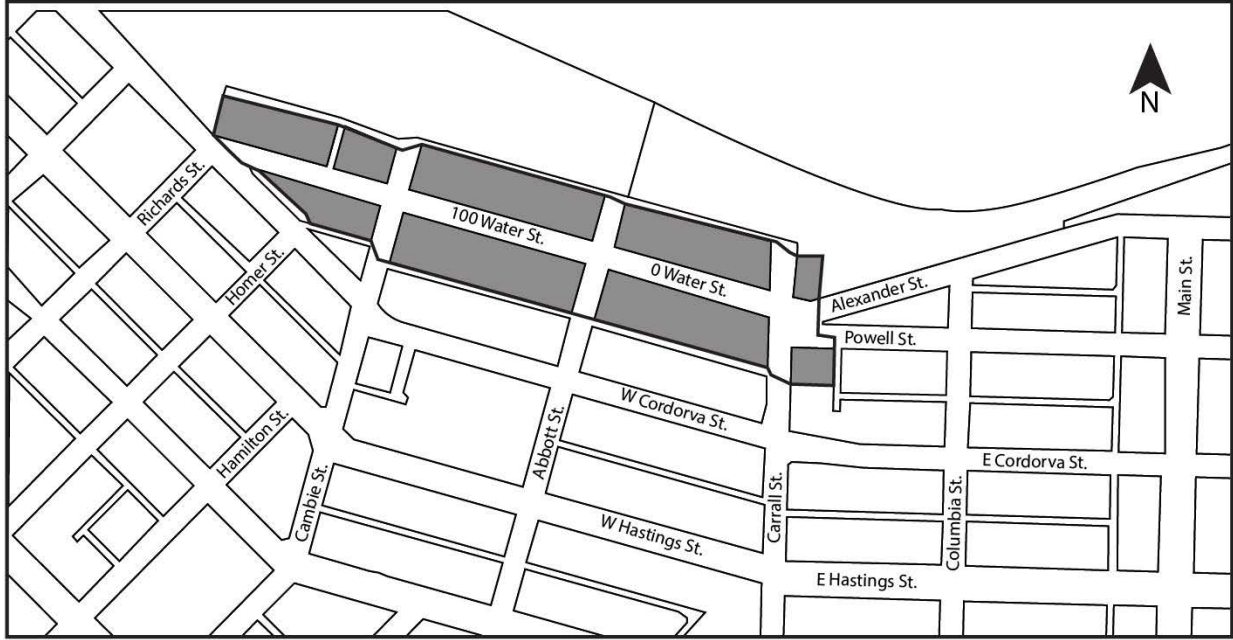 N
Richards St.
100 Water St.
Homer St.
0 Water St.
Main St.
Alexander St.
Powell St.
W Cordorva St.
Hamilton St.
Abbott St.
E Cordorva St.
Cambie St.
Carrall St.
Columbia St.
W Hastings St.
E Hastings St.